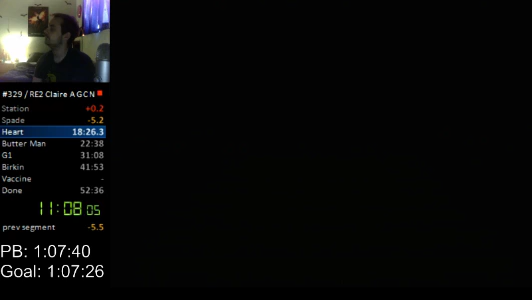 #329 / RE2 Claire A GCN
Station +0.2
Spade -5.2
Heart 18:26.3
Butter Man 22:38
G1 31:08
Birkin 41:53
Vaccine -
Done 52:36
11:08 05
prev segment -5.5
PB: 1:07:40
Goal: 1:07:26